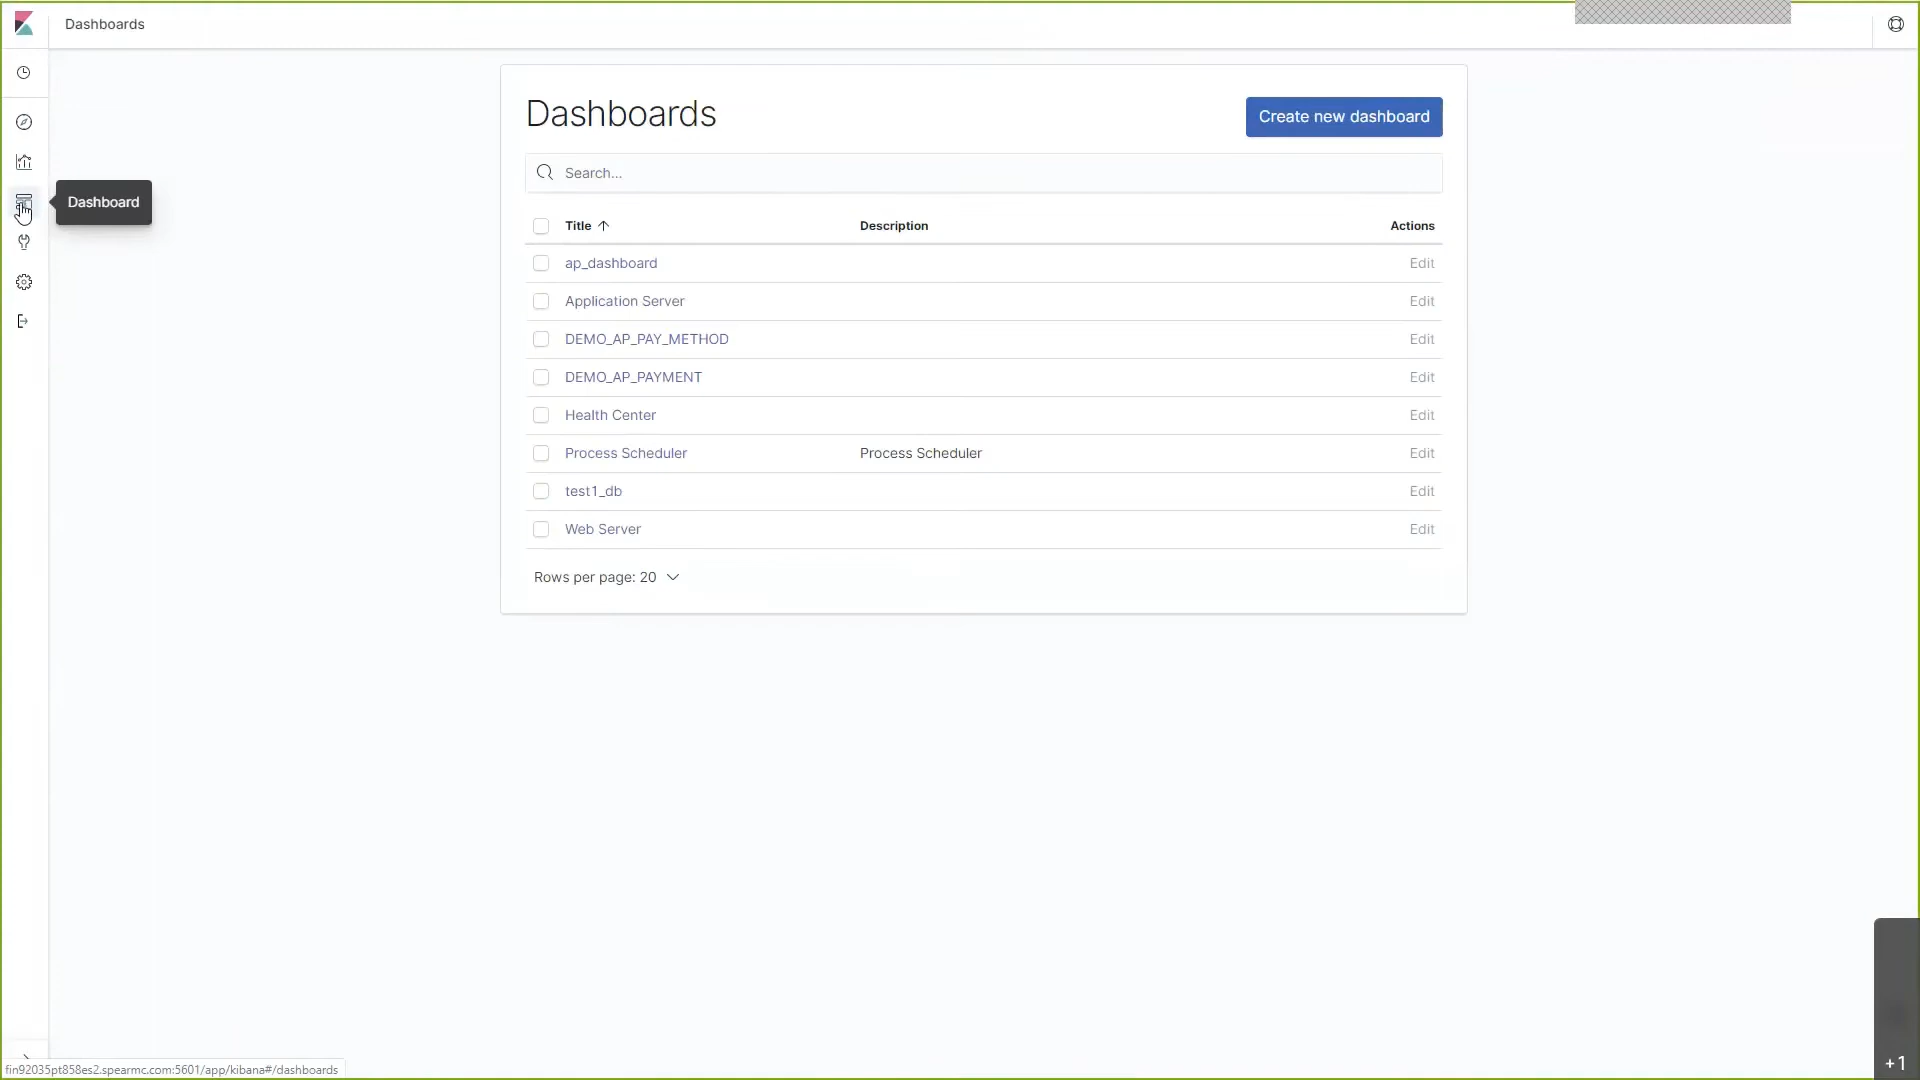 Dashboards
Dashboards
Create new dashboard
Search...
Title Description Actions
Dashboard
ap_dashboard Edit
Application Server Edit
DEMO_AP_PAY_METHOD Edit
DEMO_AP_PAYMENT Edit
Health Center Edit
Process Scheduler Process Scheduler Edit
test1_db Edit
Web Server Edit
Rows per page: 20
+1
fin92035pt858es2.spearmc.com:5601/app/kibana#/dashboards